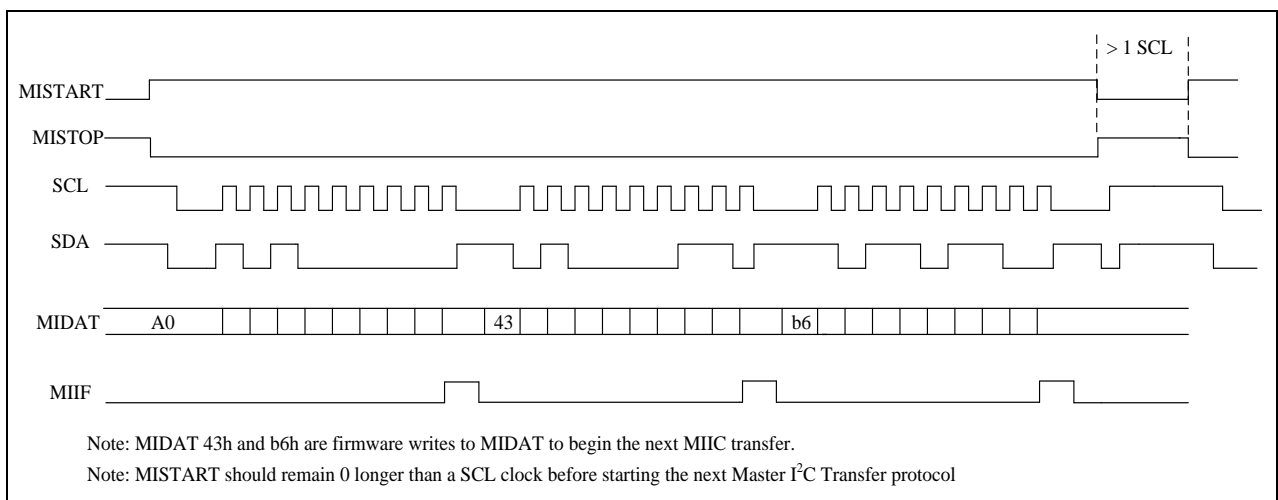 > 1 SCL
MISTART
MISTOP
SCL
SDA
MIDAT A0 43 b6
MIIF
Note: MIDAT 43h and b6h are firmware writes to MIDAT to begin the next MIIC transfer.
Note: MISTART should remain 0 longer than a SCL clock before starting the next Master I²C Transfer protocol